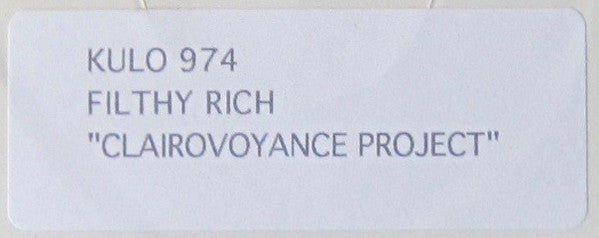 KULO 974
FILTHY RICH
"CLAIROVOYANCE PROJECT"